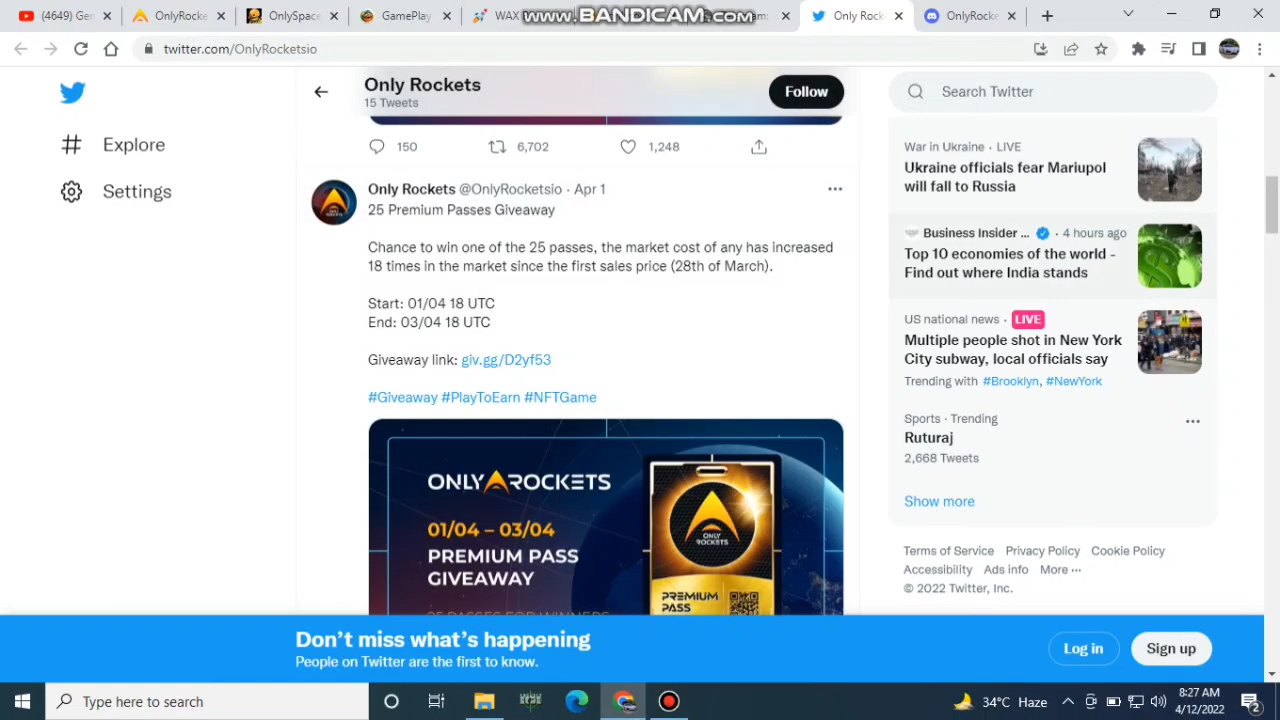 (4649) Ge
OnlyRocke
OnlySpace
GamePlay
WAX
www.BANDICAM.com
Only Rock
OnlyRocke
twitter.com/OnlyRocketsio
Only Rockets
15 Tweets
Follow
Search Twitter
Explore
Settings
150
6,702
1,248
Only Rockets @OnlyRocketsio · Apr 1
25 Premium Passes Giveaway
Chance to win one of the 25 passes, the market cost of any has increased
18 times in the market since the first sales price (28th of March).
Start: 01/04 18 UTC
End: 03/04 18 UTC
Giveaway link: giv.gg/D2yf53
#Giveaway #PlayToEarn #NFTGame
ONLY ROCKETS
01/04 – 03/04
PREMIUM PASS
GIVEAWAY
25 PASSES FOR WINNERS
ONLY
ROCKETS
PREMIUM
PASS
War in Ukraine · LIVE
Ukraine officials fear Mariupol
will fall to Russia
Business Insider ... · 4 hours ago
Top 10 economies of the world -
Find out where India stands
US national news · LIVE
Multiple people shot in New York
City subway, local officials say
Trending with #Brooklyn, #NewYork
Sports · Trending
Ruturaj
2,668 Tweets
Show more
Terms of Service Privacy Policy Cookie Policy
Accessibility Ads info More ···
© 2022 Twitter, Inc.
Don't miss what's happening
People on Twitter are the first to know.
Log in
Sign up
Type here to search
34°C Haze
8:27 AM
4/12/2022
2